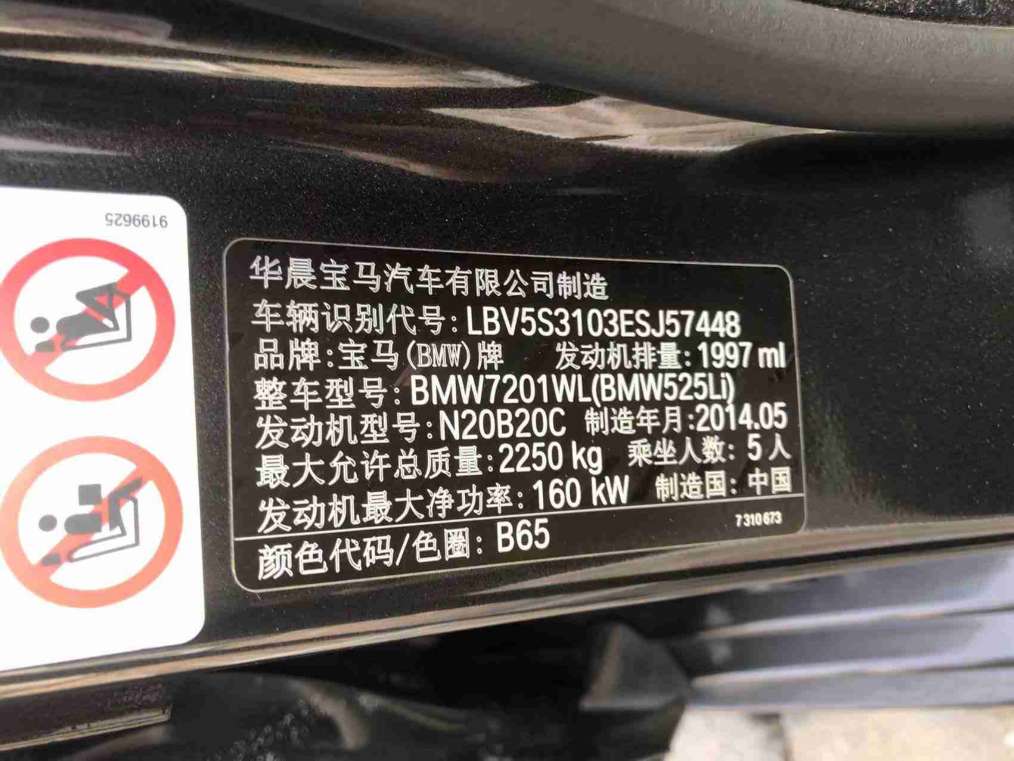 9199625
华晨宝马汽车有限公司制造
车辆识别代号:LBV5S3103ESJ57448
品牌:宝马(BMW)牌 发动机排量:1997 ml
整车型号:BMW7201WL(BMW525Li)
发动机型号:N20B20C 制造年月:2014.05
最大允许总质量:2250 kg 乘坐人数: 5 人
发动机最大净功率:160 kW 制造国: 中国
7 310 673
颜色代码/色圈: B65